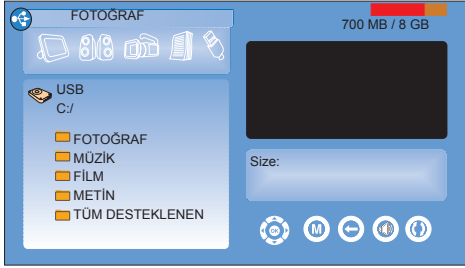 FOTOĞRAF
700 MB / 8 GB
USB
C:/
FOTOĞRAF
MÜZİK
FİLM
METİN
TÜM DESTEKLENEN
Size:
OK
M